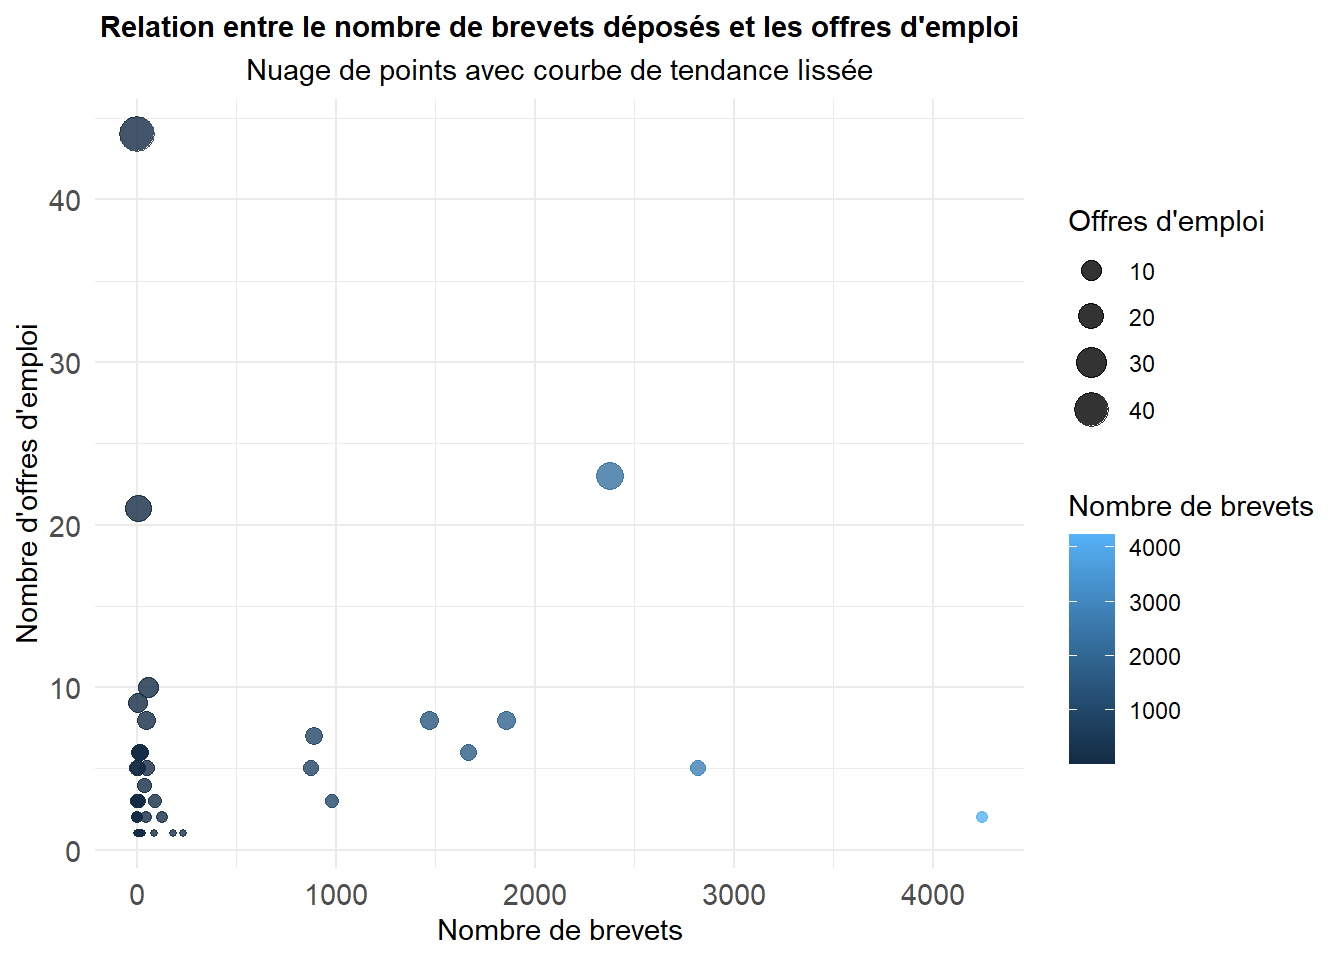 Relation entre le nombre de brevets déposés et les offres d'emploi
Nuage de points avec courbe de tendance lissée
Nombre d'offres d'emploi
40
30
20
10
0
0 1000 2000 3000 4000
Nombre de brevets
Offres d'emploi
10
20
30
40
Nombre de brevets
4000
3000
2000
1000